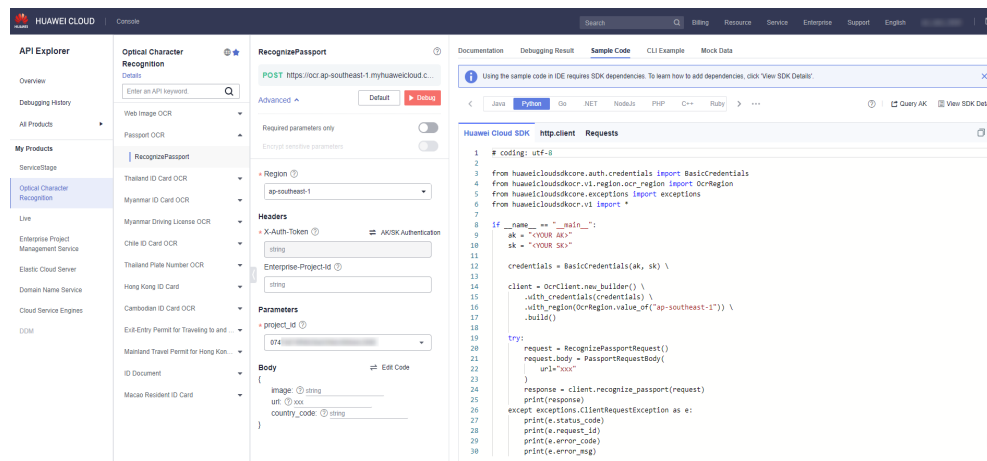 HUAWEI
HUAWEI CLOUD
Console
Search
Billing
Resource
Service
Enterprise
Support
English
API Explorer
Overview
Debugging History
All Products
My Products
ServiceStage
Optical Character
Recognition
Live
Enterprise Project
Management Service
Elastic Cloud Server
Domain Name Service
Cloud Service Engines
DDM
Optical Character
Recognition
Details
Enter an API keyword.
Web Image OCR
Passport OCR
RecognizePassport
Thailand ID Card OCR
Myanmar ID Card OCR
Myanmar Driving License OCR
Chile ID Card OCR
Thailand Plate Number OCR
Hong Kong ID Card
Cambodian ID Card OCR
Exit-Entry Permit for Traveling to and ...
Mainland Travel Permit for Hong Kon...
ID Document
Macao Resident ID Card
RecognizePassport
POST https://ocr.ap-southeast-1.myhuaweicloud.c...
Advanced
Default
Debug
Required parameters only
Encrypt sensitive parameters
* Region
ap-southeast-1
Headers
* X-Auth-Token
AK/SK Authentication
string
Enterprise-Project-Id
string
Parameters
* project_id
074
Body
Edit Code
{
image: string
url: xxx
country_code: string
}
Documentation
Debugging Result
Sample Code
CLI Example
Mock Data
Using the sample code in IDE requires SDK dependencies. To learn how to add dependencies, click 'View SDK Details'.
Java
Python
Go
.NET
NodeJs
PHP
C++
Ruby
Query AK
View SDK Det
Huawei Cloud SDK
http.client
Requests
1 # coding: utf-8
2
3 from huaweicloudsdkcore.auth.credentials import BasicCredentials
4 from huaweicloudsdkocr.v1.region.ocr_region import OcrRegion
5 from huaweicloudsdkcore.exceptions import exceptions
6 from huaweicloudsdkocr.v1 import *
7
8 if __name__ == "__main__":
9 ak = "<YOUR AK>"
10 sk = "<YOUR SK>"
11
12 credentials = BasicCredentials(ak, sk) \
13
14 client = OcrClient.new_builder() \
15 .with_credentials(credentials) \
16 .with_region(OcrRegion.value_of("ap-southeast-1")) \
17 .build()
18
19 try:
20 request = RecognizePassportRequest()
21 request.body = PassportRequestBody(
22 url="xxx"
23 )
24 response = client.recognize_passport(request)
25 print(response)
26 except exceptions.ClientRequestException as e:
27 print(e.status_code)
28 print(e.request_id)
29 print(e.error_code)
30 print(e.error_msg)